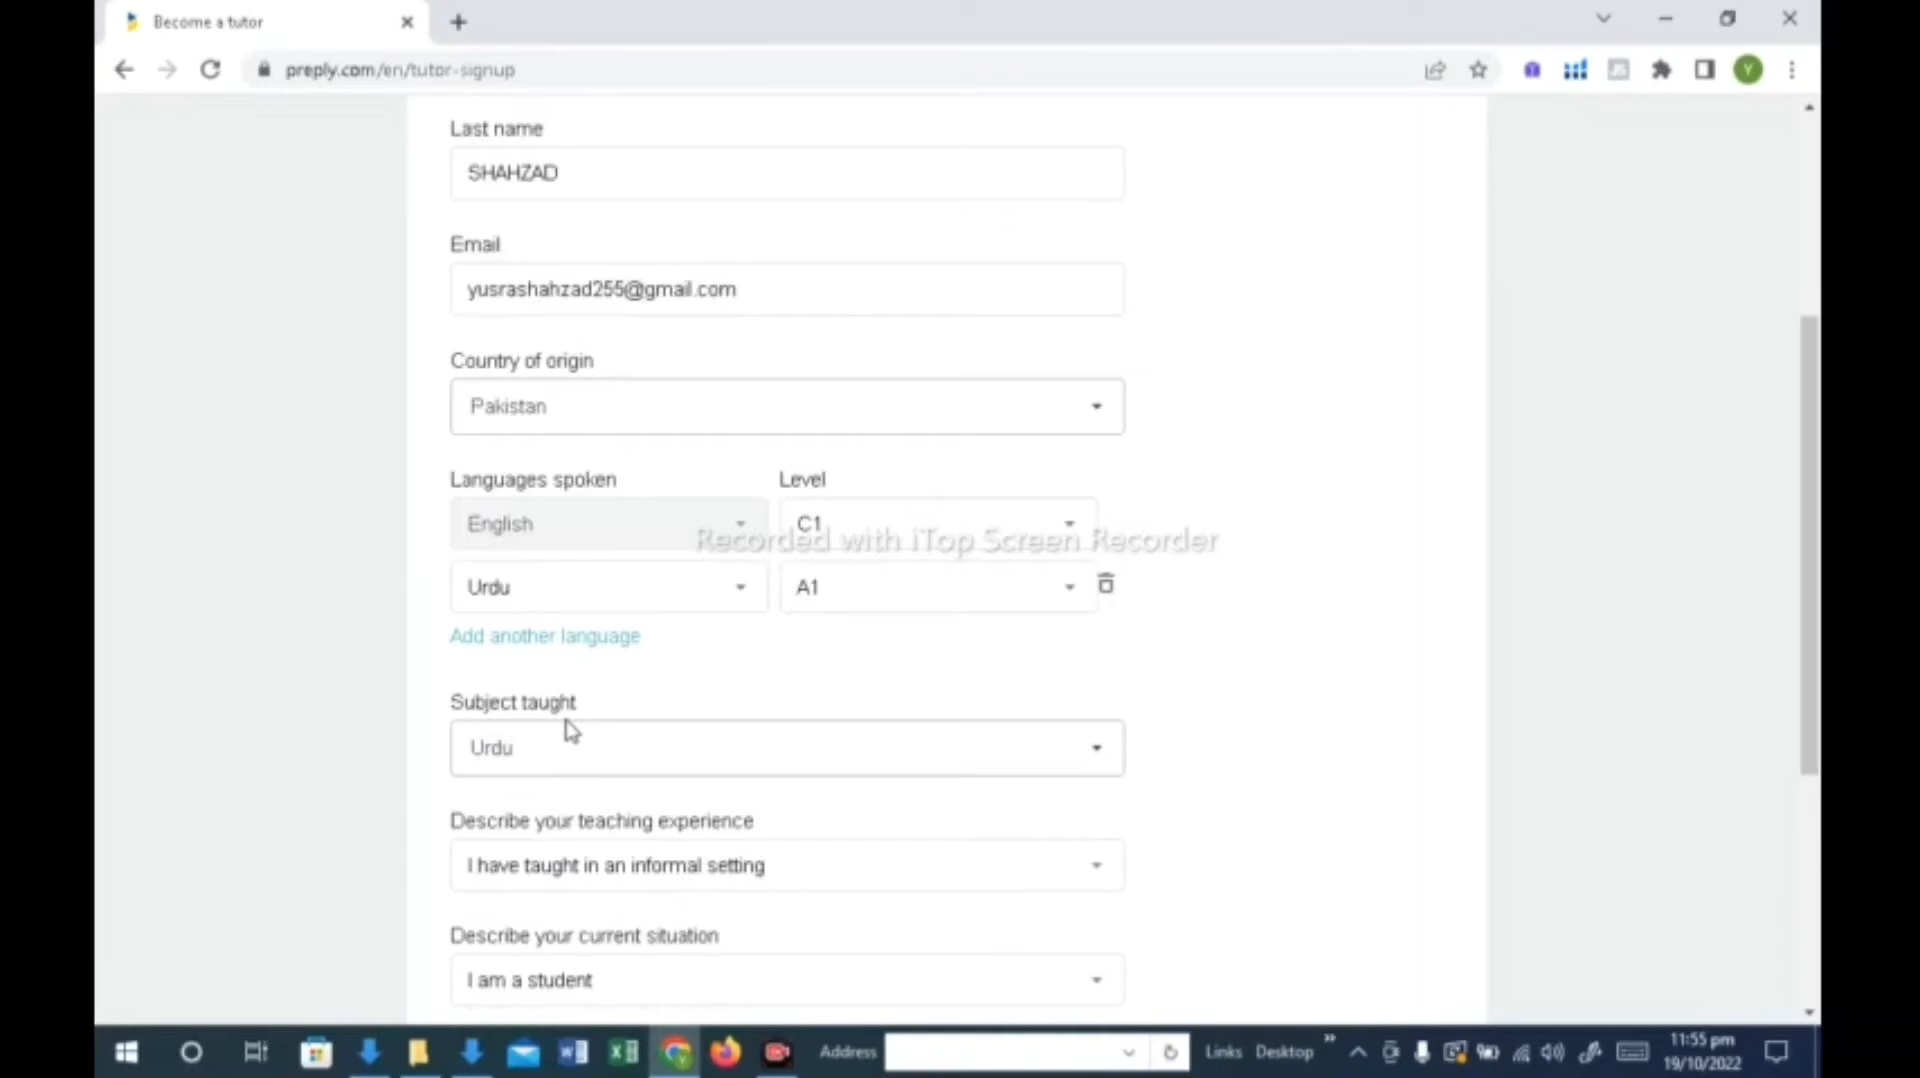 Become a tutor
preply.com/en/tutor-signup
Y
Last name
SHAHZAD
Email
yusrashahzad255@gmail.com
Country of origin
Pakistan
Languages spoken Level
English C1
Recorded with iTop Screen Recorder
Urdu A1
Add another language
Subject taught
Urdu
Describe your teaching experience
I have taught in an informal setting
Describe your current situation
I am a student
Address Links Desktop
11:55 pm
19/10/2022